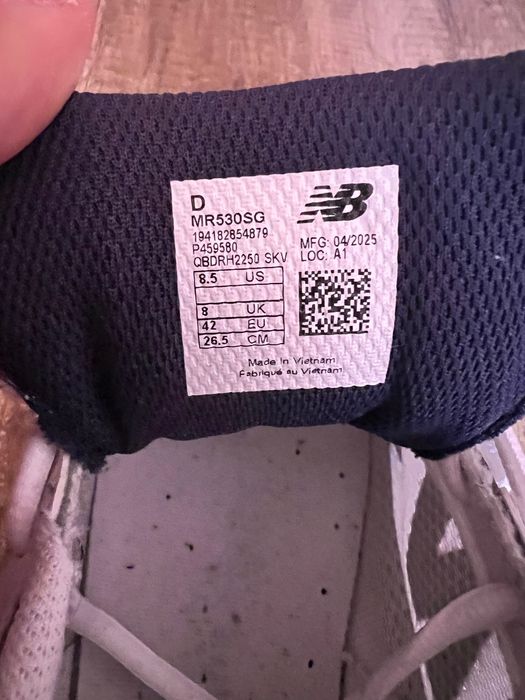 D
NB
MR530SG
194182854879
P459580
QBDRH2250 SKV
MFG: 04/2025
LOC: A1
8.5 US
8 UK
42 EU
26.5 CM
Made in Vietnam
Fabriqué au Vietnam